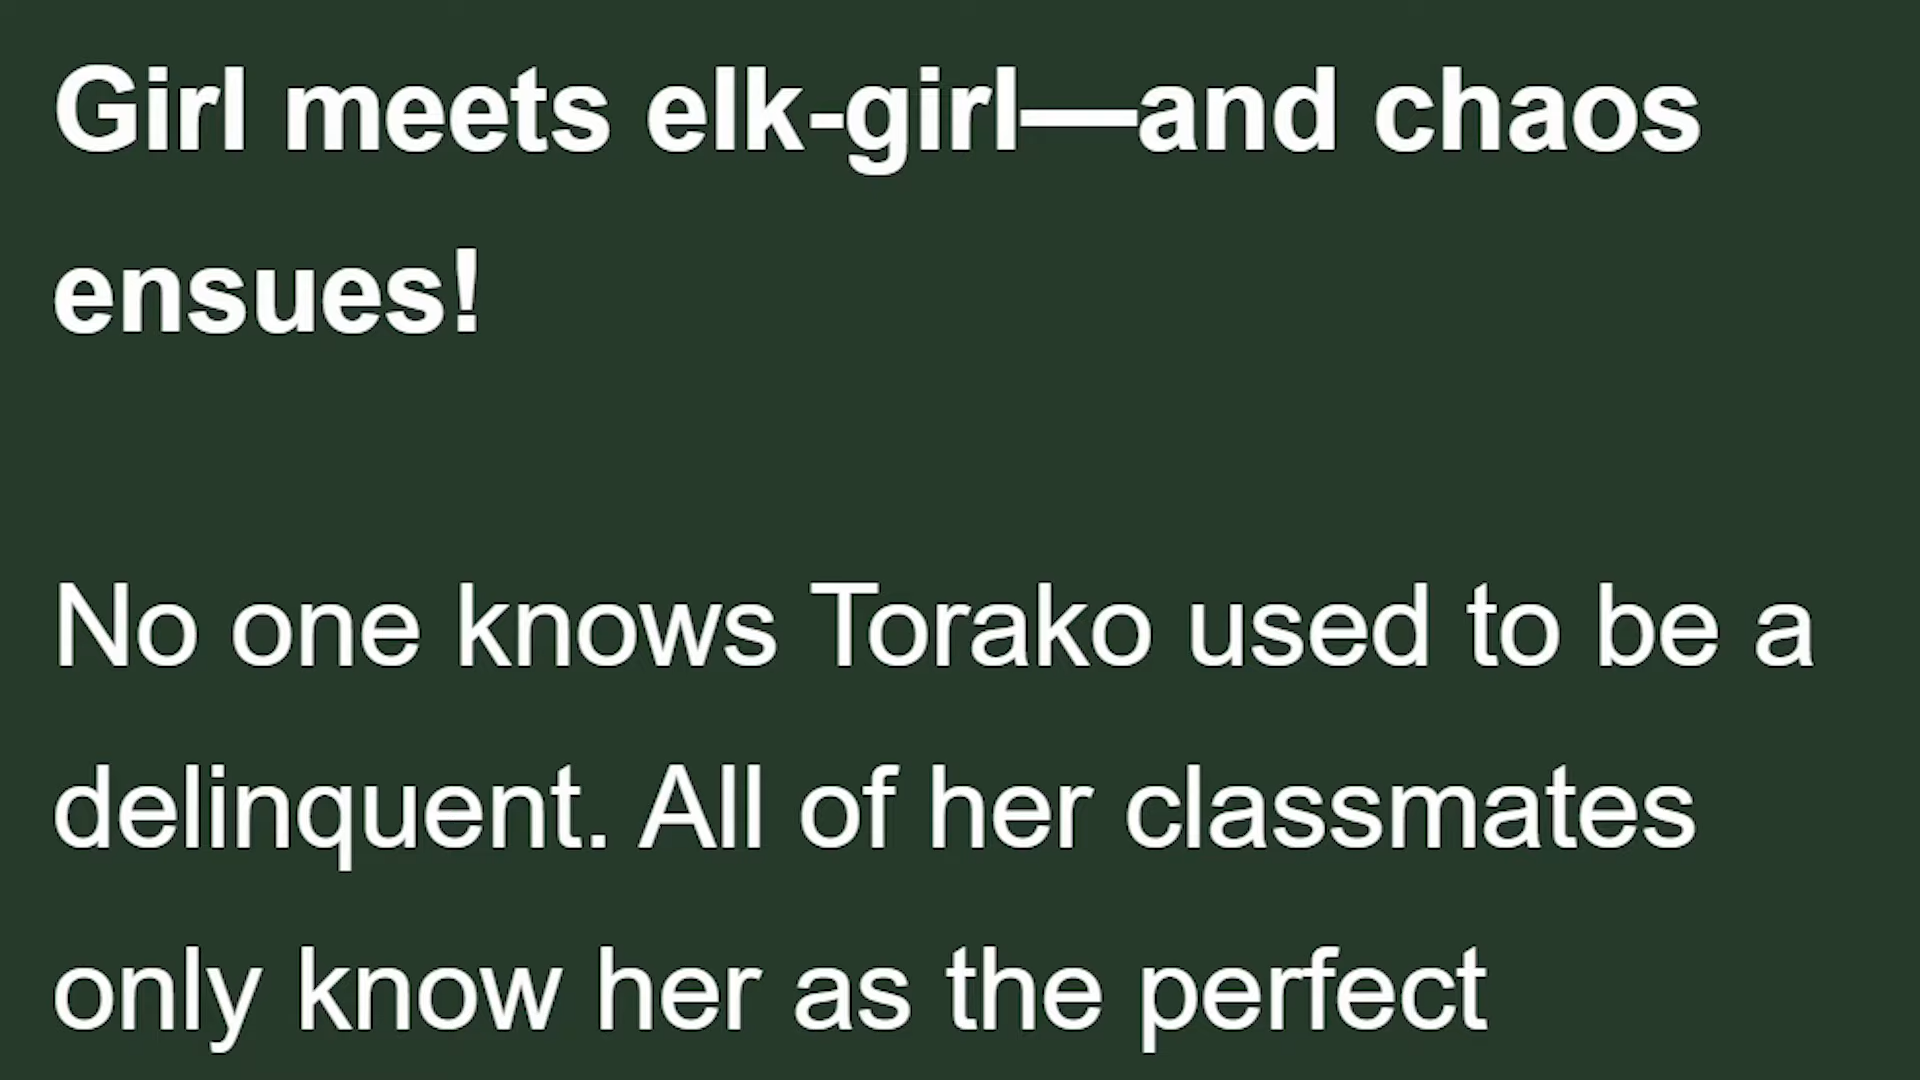 Girl meets elk-girl—and chaos
ensues!
No one knows Torako used to be a
delinquent. All of her classmates
only know her as the perfect